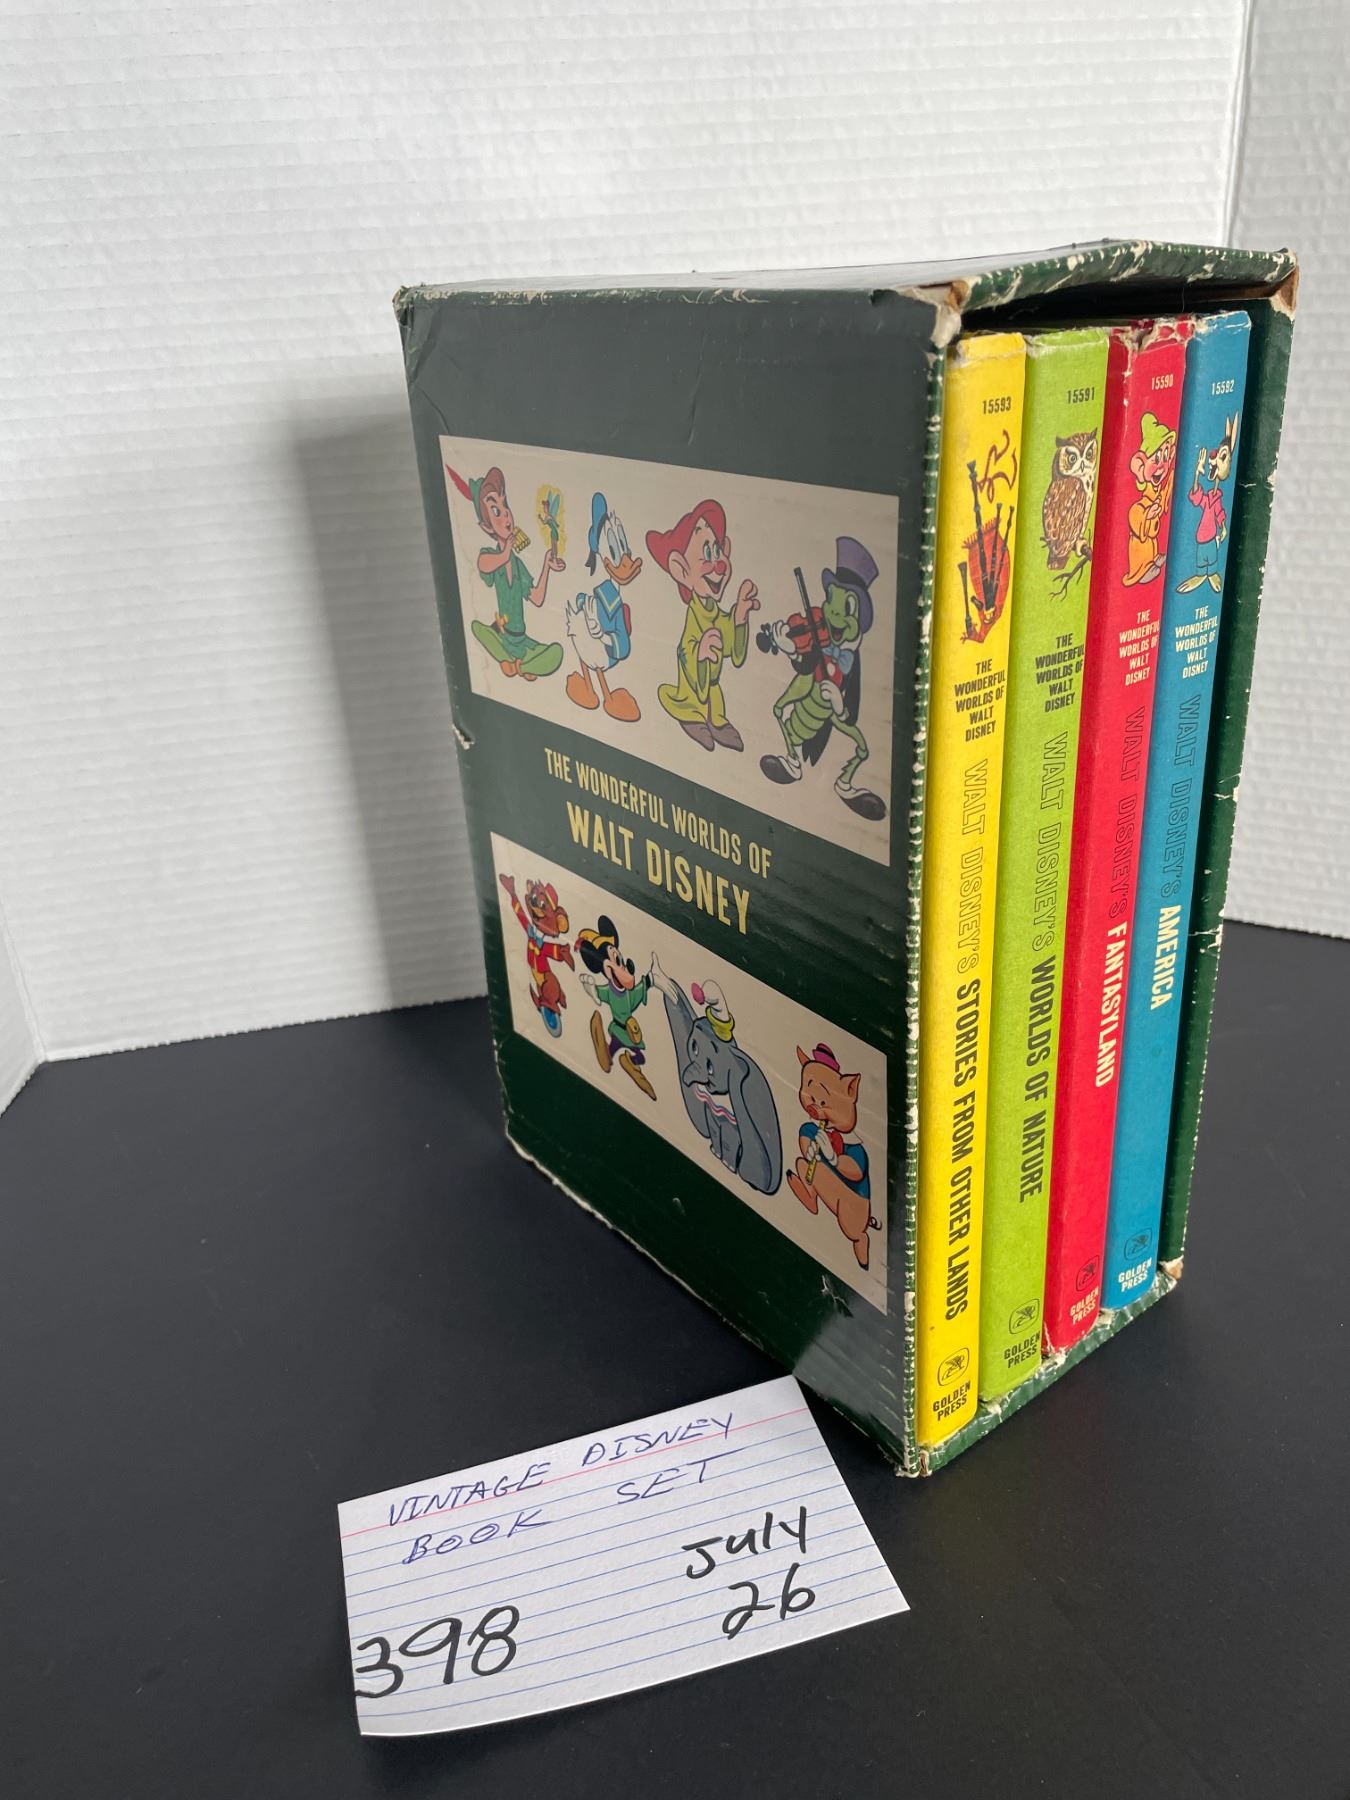 THE WONDERFUL WORLDS OF
WALT DISNEY
15593
THE
WONDERFUL
WORLDS OF
WALT
DISNEY
WALT DISNEY'S STORIES FROM OTHER LANDS
GOLDEN
PRESS
15591
THE
WONDERFUL
WORLDS OF
WALT
DISNEY
WALT DISNEY'S WORLDS OF NATURE
GOLDEN
PRESS
15590
THE
WONDERFUL
WORLDS OF
WALT
DISNEY
WALT DISNEY'S FANTASYLAND
GOLDEN
PRESS
15592
THE
WONDERFUL
WORLDS OF
WALT
DISNEY
WALT DISNEY'S AMERICA
GOLDEN
PRESS
VINTAGE DISNEY
BOOK SET
July
26
398